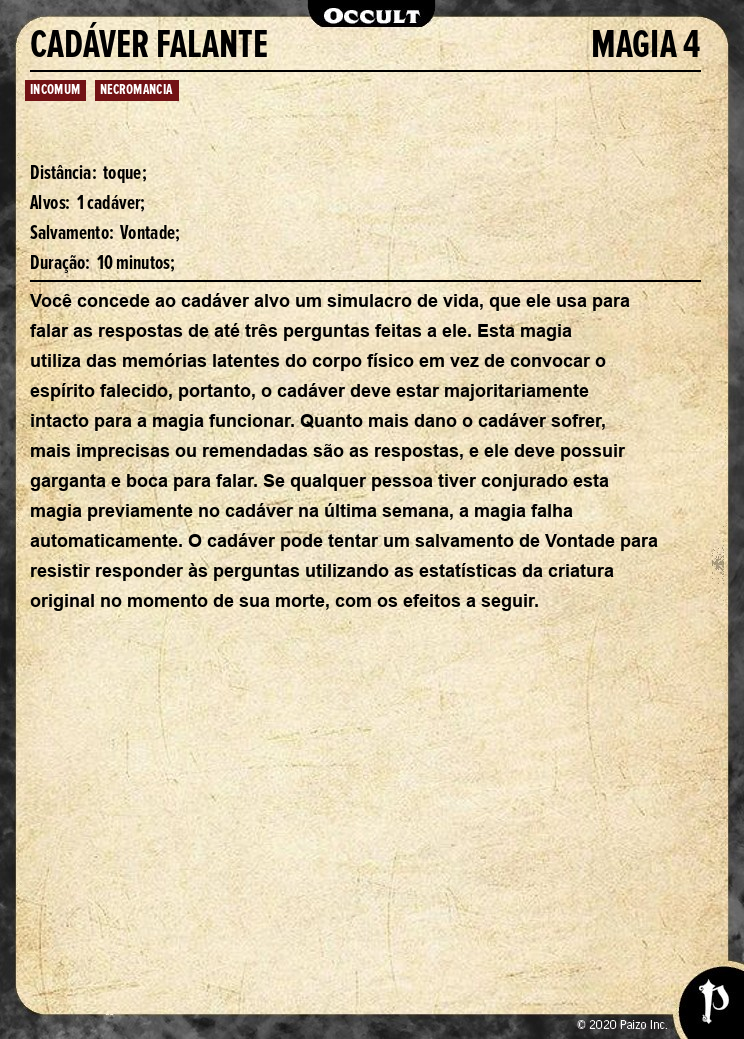 OCCULT
CADÁVER FALANTE MAGIA 4
INCOMUM NECROMANCIA
Distância: toque;
Alvos: 1 cadáver;
Salvamento: Vontade;
Duração: 10 minutos;
Você concede ao cadáver alvo um simulacro de vida, que ele usa para
falar as respostas de até três perguntas feitas a ele. Esta magia
utiliza das memórias latentes do corpo físico em vez de convocar o
espírito falecido, portanto, o cadáver deve estar majoritariamente
intacto para a magia funcionar. Quanto mais dano o cadáver sofrer,
mais imprecisas ou remendadas são as respostas, e ele deve possuir
garganta e boca para falar. Se qualquer pessoa tiver conjurado esta
magia previamente no cadáver na última semana, a magia falha
automaticamente. O cadáver pode tentar um salvamento de Vontade para
resistir responder às perguntas utilizando as estatísticas da criatura
original no momento de sua morte, com os efeitos a seguir.
© 2020 Paizo Inc.